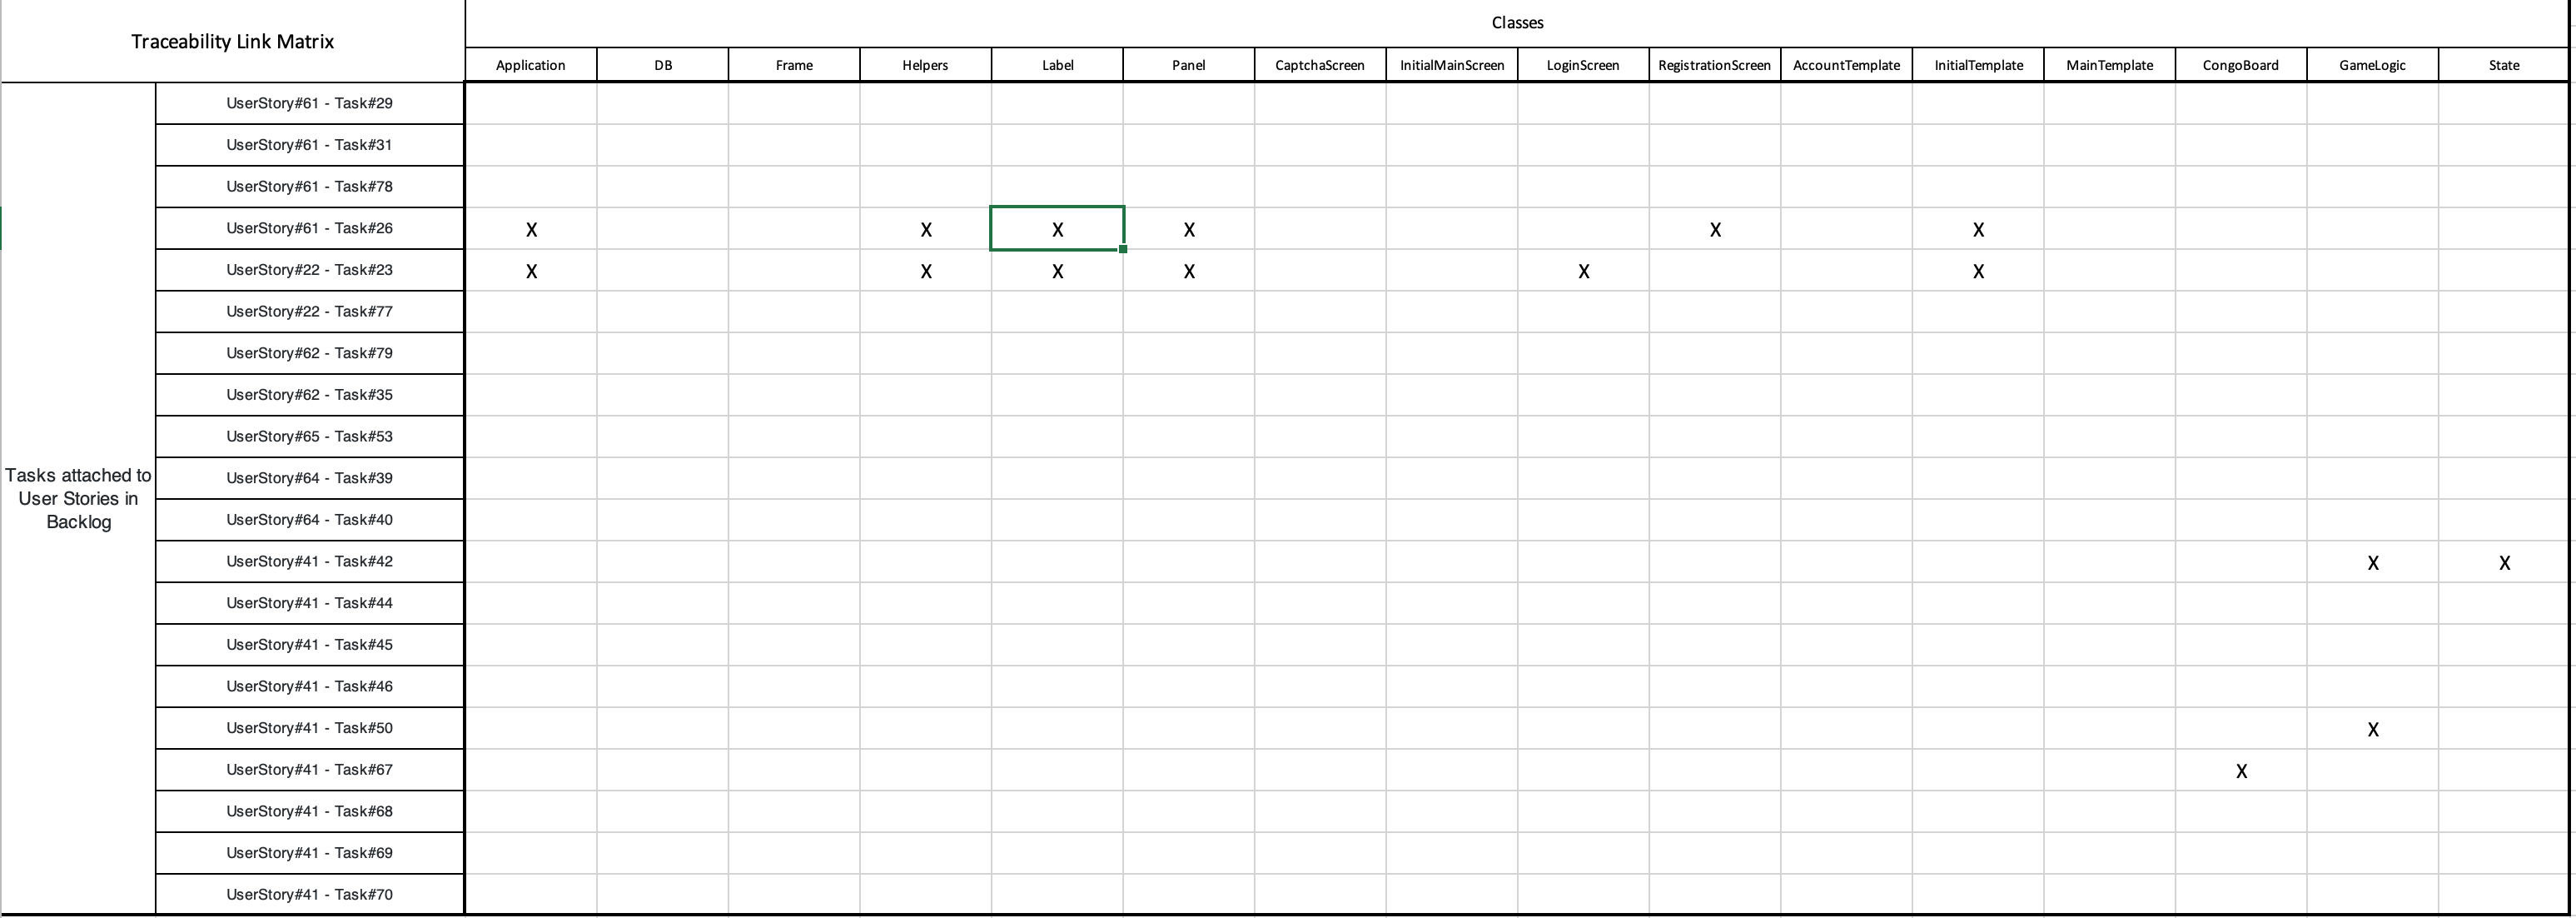 Traceability Link Matrix
Classes
Application DB Frame Helpers Label Panel CaptchaScreen InitialMainScreen LoginScreen RegistrationScreen AccountTemplate InitialTemplate MainTemplate CongoBoard GameLogic State
Tasks attached to
User Stories in
Backlog
UserStory#61 - Task#29
UserStory#61 - Task#31
UserStory#61 - Task#78
UserStory#61 - Task#26 X X X X X X
UserStory#22 - Task#23 X X X X X X
UserStory#22 - Task#77
UserStory#62 - Task#79
UserStory#62 - Task#35
UserStory#65 - Task#53
UserStory#64 - Task#39
UserStory#64 - Task#40
UserStory#41 - Task#42 X X
UserStory#41 - Task#44
UserStory#41 - Task#45
UserStory#41 - Task#46
UserStory#41 - Task#50 X
UserStory#41 - Task#67 X
UserStory#41 - Task#68
UserStory#41 - Task#69
UserStory#41 - Task#70